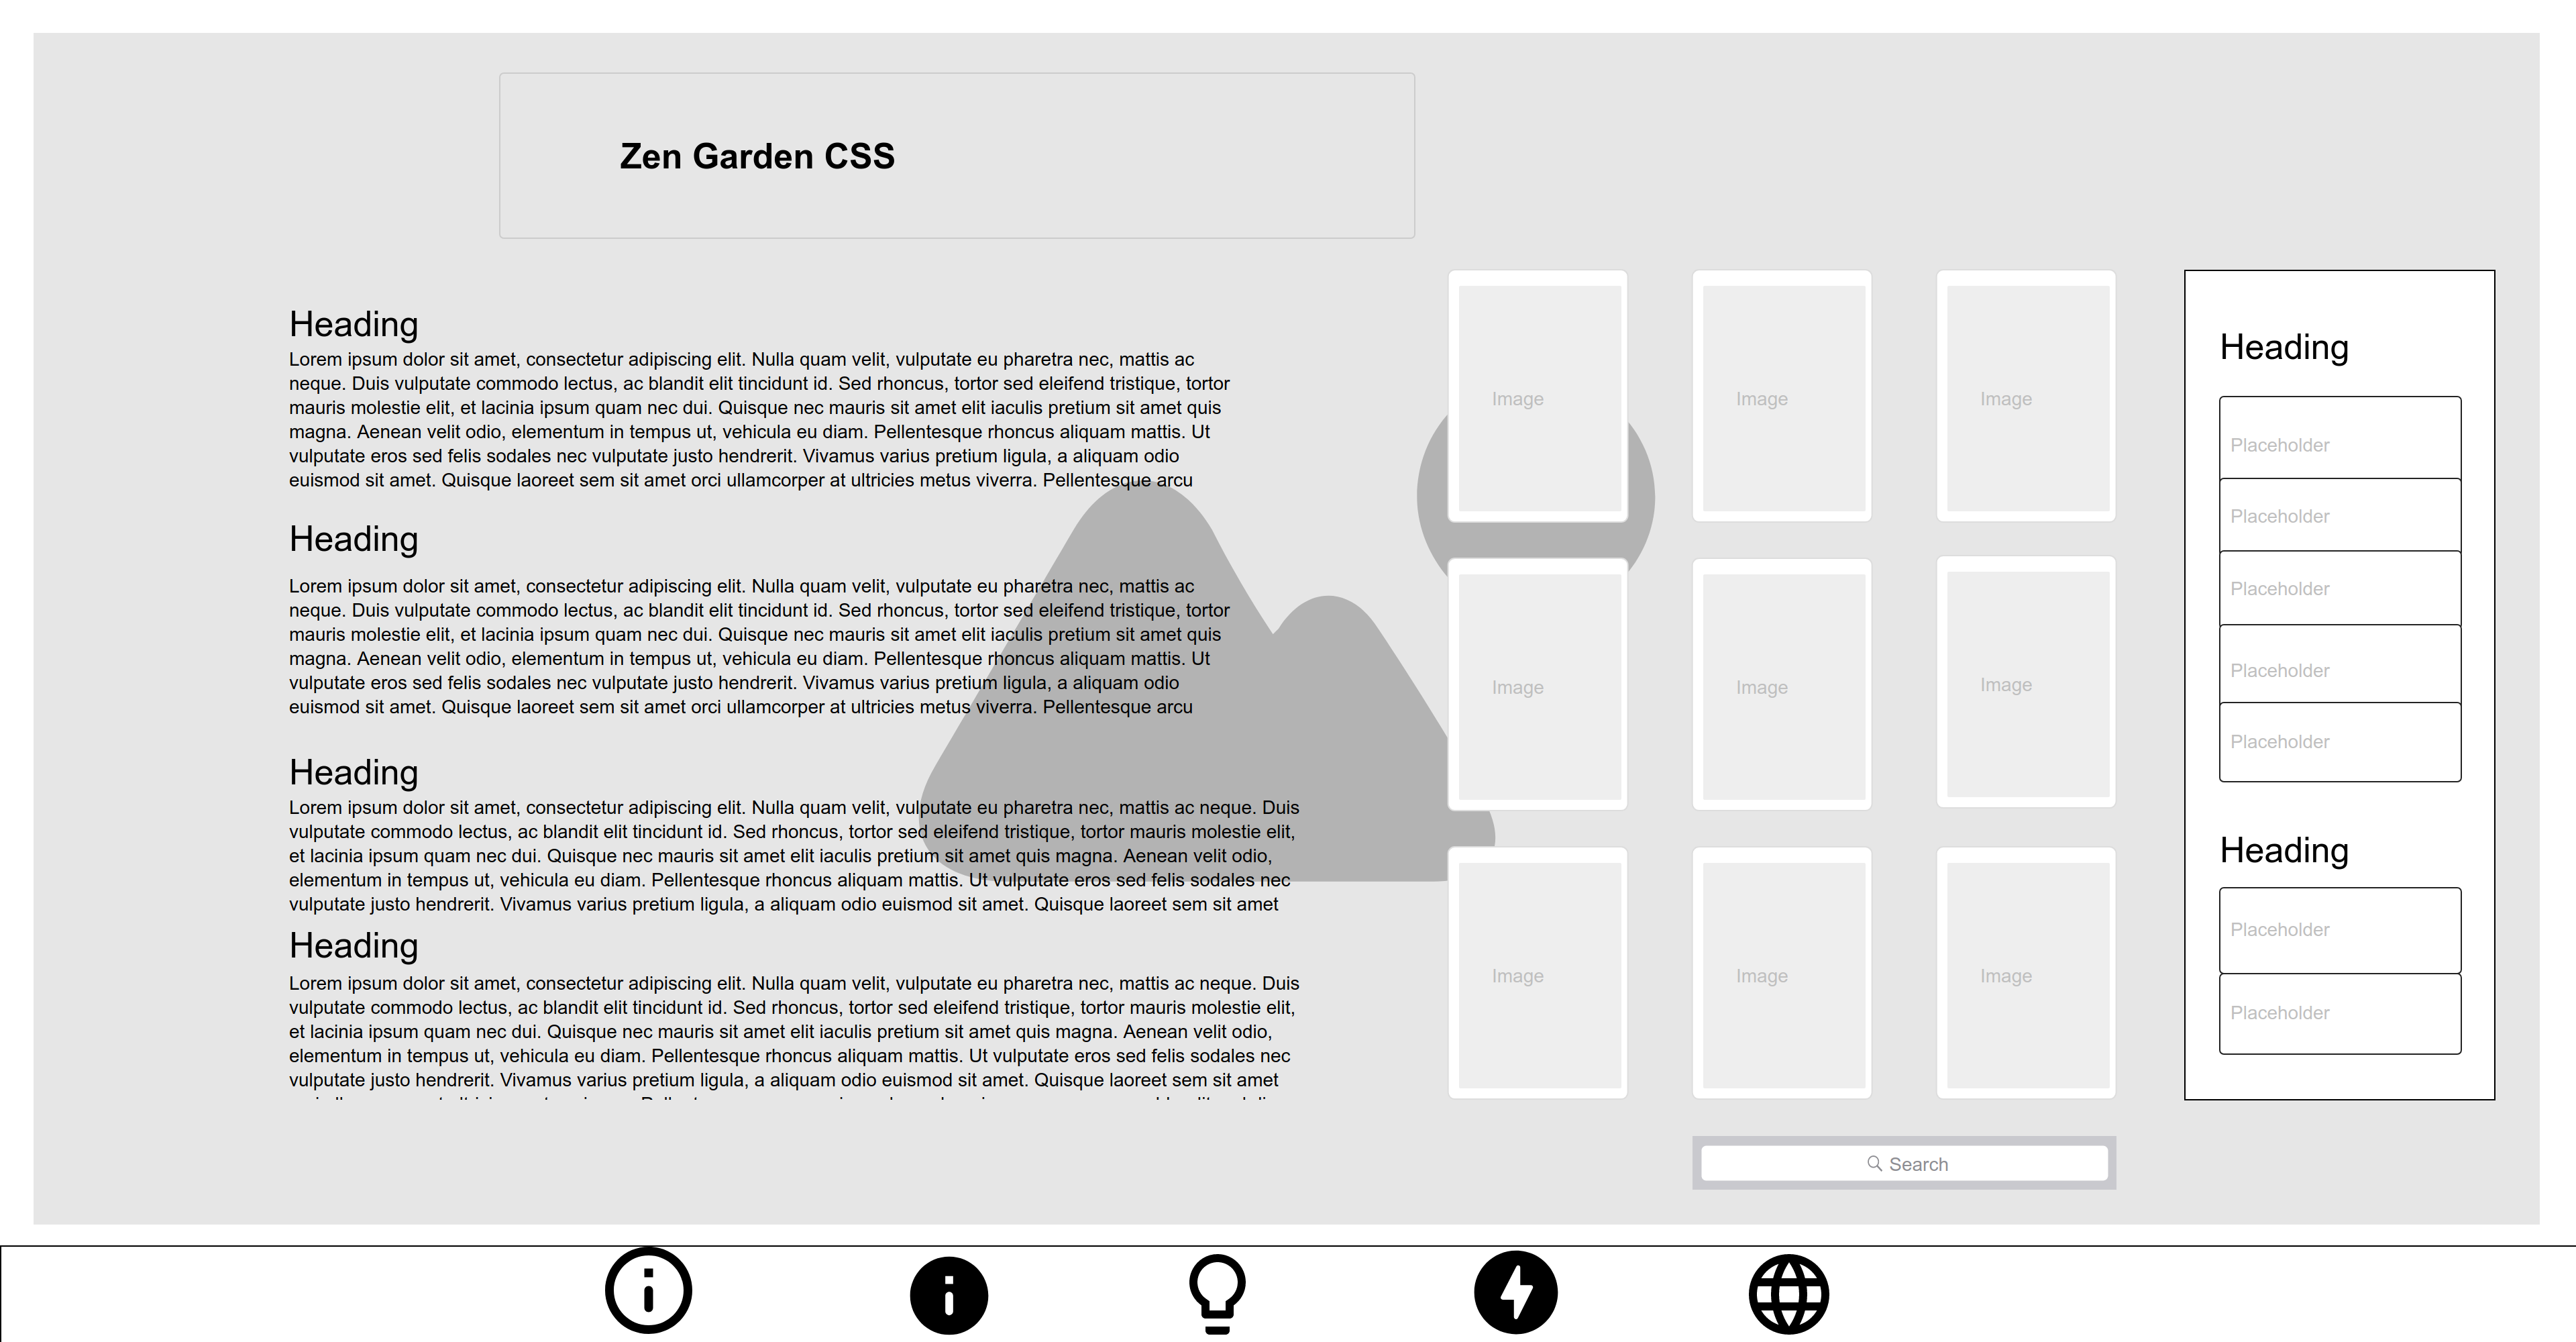 Zen Garden CSS
Heading
Lorem ipsum dolor sit amet, consectetur adipiscing elit. Nulla quam velit, vulputate eu pharetra nec, mattis ac
neque. Duis vulputate commodo lectus, ac blandit elit tincidunt id. Sed rhoncus, tortor sed eleifend tristique, tortor
mauris molestie elit, et lacinia ipsum quam nec dui. Quisque nec mauris sit amet elit iaculis pretium sit amet quis
magna. Aenean velit odio, elementum in tempus ut, vehicula eu diam. Pellentesque rhoncus aliquam mattis. Ut
vulputate eros sed felis sodales nec vulputate justo hendrerit. Vivamus varius pretium ligula, a aliquam odio
euismod sit amet. Quisque laoreet sem sit amet orci ullamcorper at ultricies metus viverra. Pellentesque arcu
Heading
Lorem ipsum dolor sit amet, consectetur adipiscing elit. Nulla quam velit, vulputate eu pharetra nec, mattis ac
neque. Duis vulputate commodo lectus, ac blandit elit tincidunt id. Sed rhoncus, tortor sed eleifend tristique, tortor
mauris molestie elit, et lacinia ipsum quam nec dui. Quisque nec mauris sit amet elit iaculis pretium sit amet quis
magna. Aenean velit odio, elementum in tempus ut, vehicula eu diam. Pellentesque rhoncus aliquam mattis. Ut
vulputate eros sed felis sodales nec vulputate justo hendrerit. Vivamus varius pretium ligula, a aliquam odio
euismod sit amet. Quisque laoreet sem sit amet orci ullamcorper at ultricies metus viverra. Pellentesque arcu
Heading
Lorem ipsum dolor sit amet, consectetur adipiscing elit. Nulla quam velit, vulputate eu pharetra nec, mattis ac neque. Duis
vulputate commodo lectus, ac blandit elit tincidunt id. Sed rhoncus, tortor sed eleifend tristique, tortor mauris molestie elit,
et lacinia ipsum quam nec dui. Quisque nec mauris sit amet elit iaculis pretium sit amet quis magna. Aenean velit odio,
elementum in tempus ut, vehicula eu diam. Pellentesque rhoncus aliquam mattis. Ut vulputate eros sed felis sodales nec
vulputate justo hendrerit. Vivamus varius pretium ligula, a aliquam odio euismod sit amet. Quisque laoreet sem sit amet
Heading
Lorem ipsum dolor sit amet, consectetur adipiscing elit. Nulla quam velit, vulputate eu pharetra nec, mattis ac neque. Duis
vulputate commodo lectus, ac blandit elit tincidunt id. Sed rhoncus, tortor sed eleifend tristique, tortor mauris molestie elit,
et lacinia ipsum quam nec dui. Quisque nec mauris sit amet elit iaculis pretium sit amet quis magna. Aenean velit odio,
elementum in tempus ut, vehicula eu diam. Pellentesque rhoncus aliquam mattis. Ut vulputate eros sed felis sodales nec
vulputate justo hendrerit. Vivamus varius pretium ligula, a aliquam odio euismod sit amet. Quisque laoreet sem sit amet
Image
Image
Image
Image
Image
Image
Image
Image
Image
Search
Heading
Placeholder
Placeholder
Placeholder
Placeholder
Placeholder
Heading
Placeholder
Placeholder